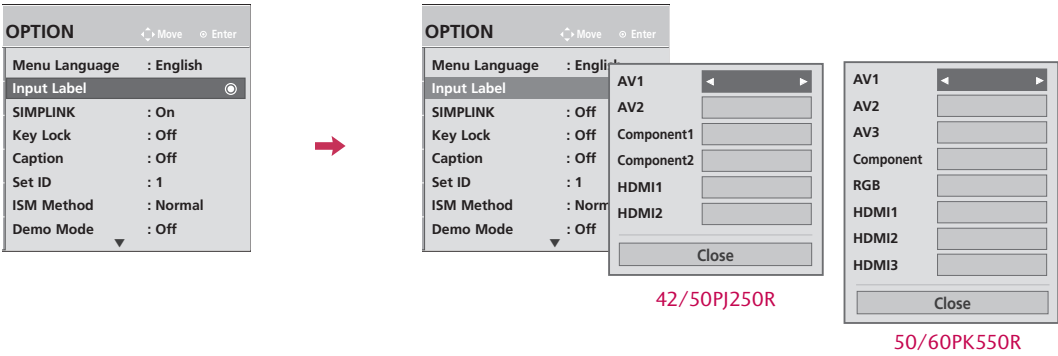 OPTION Move Enter
Menu Language : English
Input Label
SIMPLINK : On
Key Lock : Off
Caption : Off
Set ID : 1
ISM Method : Normal
Demo Mode : Off
OPTION Move Enter
Menu Language : Engli
Input Label
SIMPLINK : Off
Key Lock : Off
Caption : Off
Set ID : 1
ISM Method : Norm
Demo Mode : Off
AV1
AV2
Component1
Component2
HDMI1
HDMI2
Close
42/50PJ250R
AV1
AV2
AV3
Component
RGB
HDMI1
HDMI2
HDMI3
Close
50/60PK550R